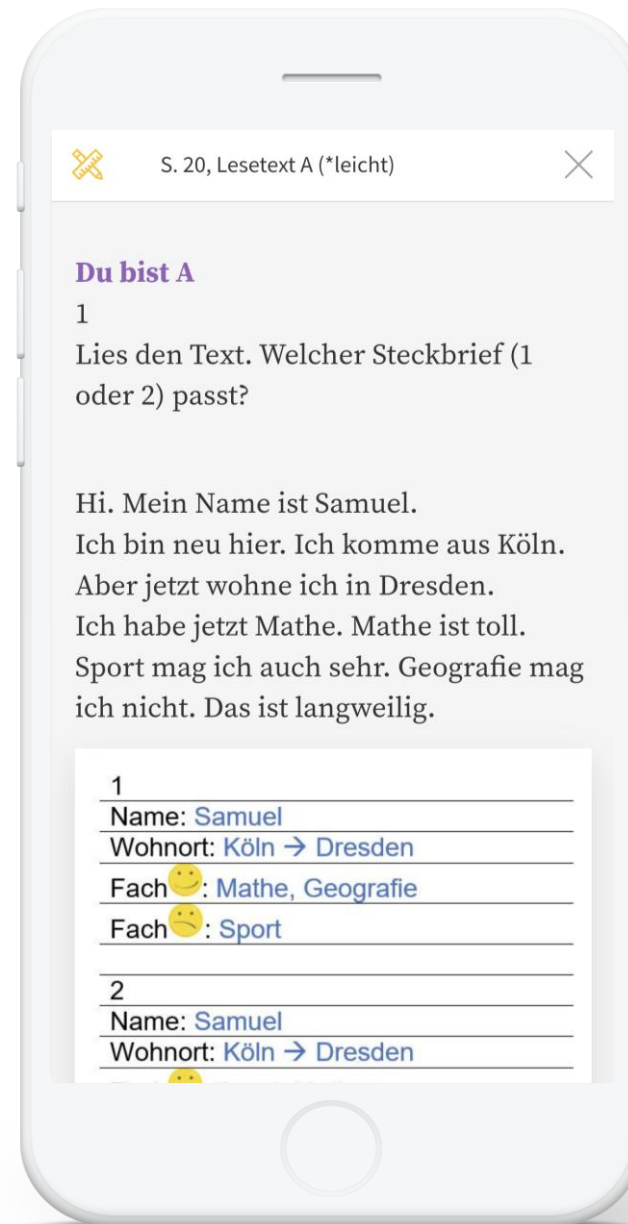 S. 20, Lesetext A (*leicht)
Du bist A
1
Lies den Text. Welcher Steckbrief (1
oder 2) passt?
Hi. Mein Name ist Samuel.
Ich bin neu hier. Ich komme aus Köln.
Aber jetzt wohne ich in Dresden.
Ich habe jetzt Mathe. Mathe ist toll.
Sport mag ich auch sehr. Geografie mag
ich nicht. Das ist langweilig.
1
Name: Samuel
Wohnort: Köln → Dresden
Fach : Mathe, Geografie
Fach : Sport
2
Name: Samuel
Wohnort: Köln → Dresden